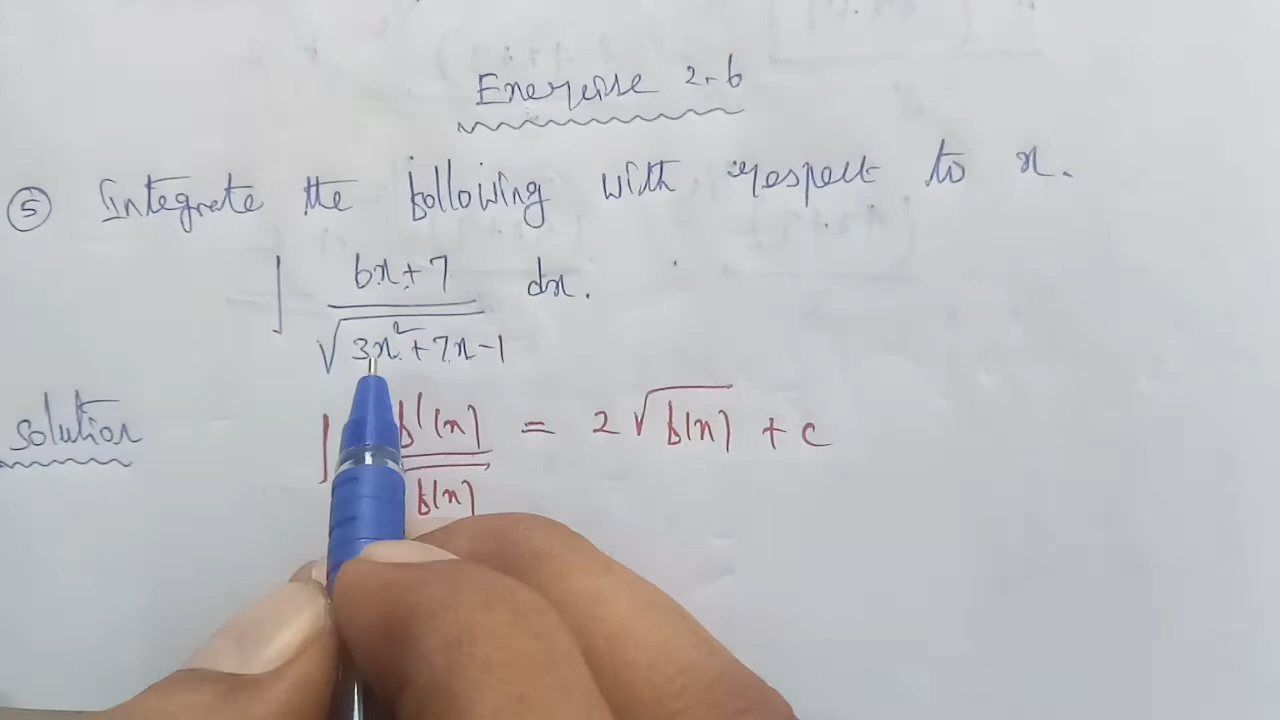 Exercise 2.6
⑤ Integrate the following with respect to x.
∫ 6x+7 / √(3x²+7x-1) dx.
Solution
∫ f'(x) / √f(x) = 2√f(x) + c